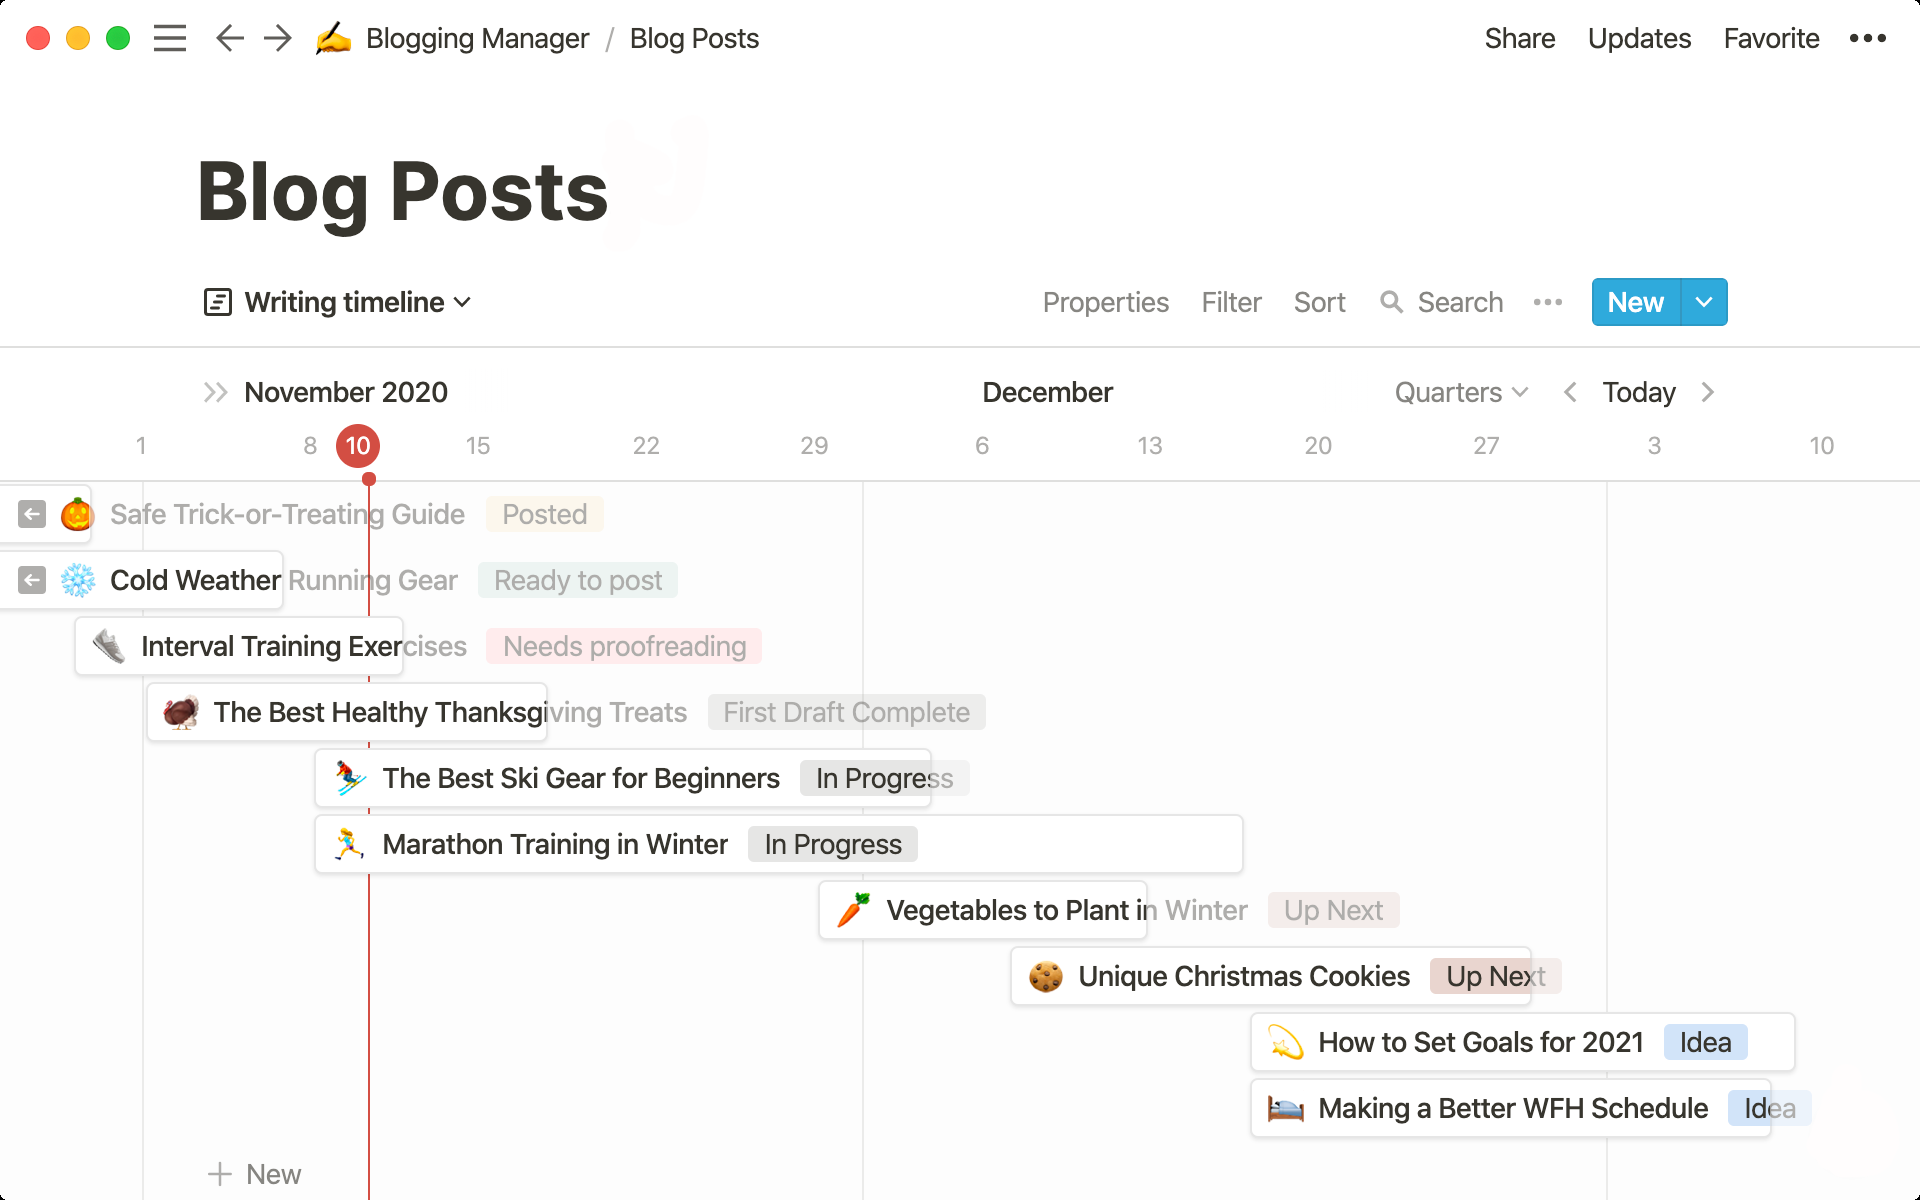 Blogging Manager / Blog Posts
Share Updates Favorite
Blog Posts
Writing timeline
Properties Filter Sort Search New
November 2020 December Quarters Today
1 8 10 15 22 29 6 13 20 27 3 10
Safe Trick-or-Treating Guide Posted
Cold Weather Running Gear Ready to post
Interval Training Exercises Needs proofreading
The Best Healthy Thanksgiving Treats First Draft Complete
The Best Ski Gear for Beginners In Progress
Marathon Training in Winter In Progress
Vegetables to Plant in Winter Up Next
Unique Christmas Cookies Up Next
How to Set Goals for 2021 Idea
Making a Better WFH Schedule Idea
New